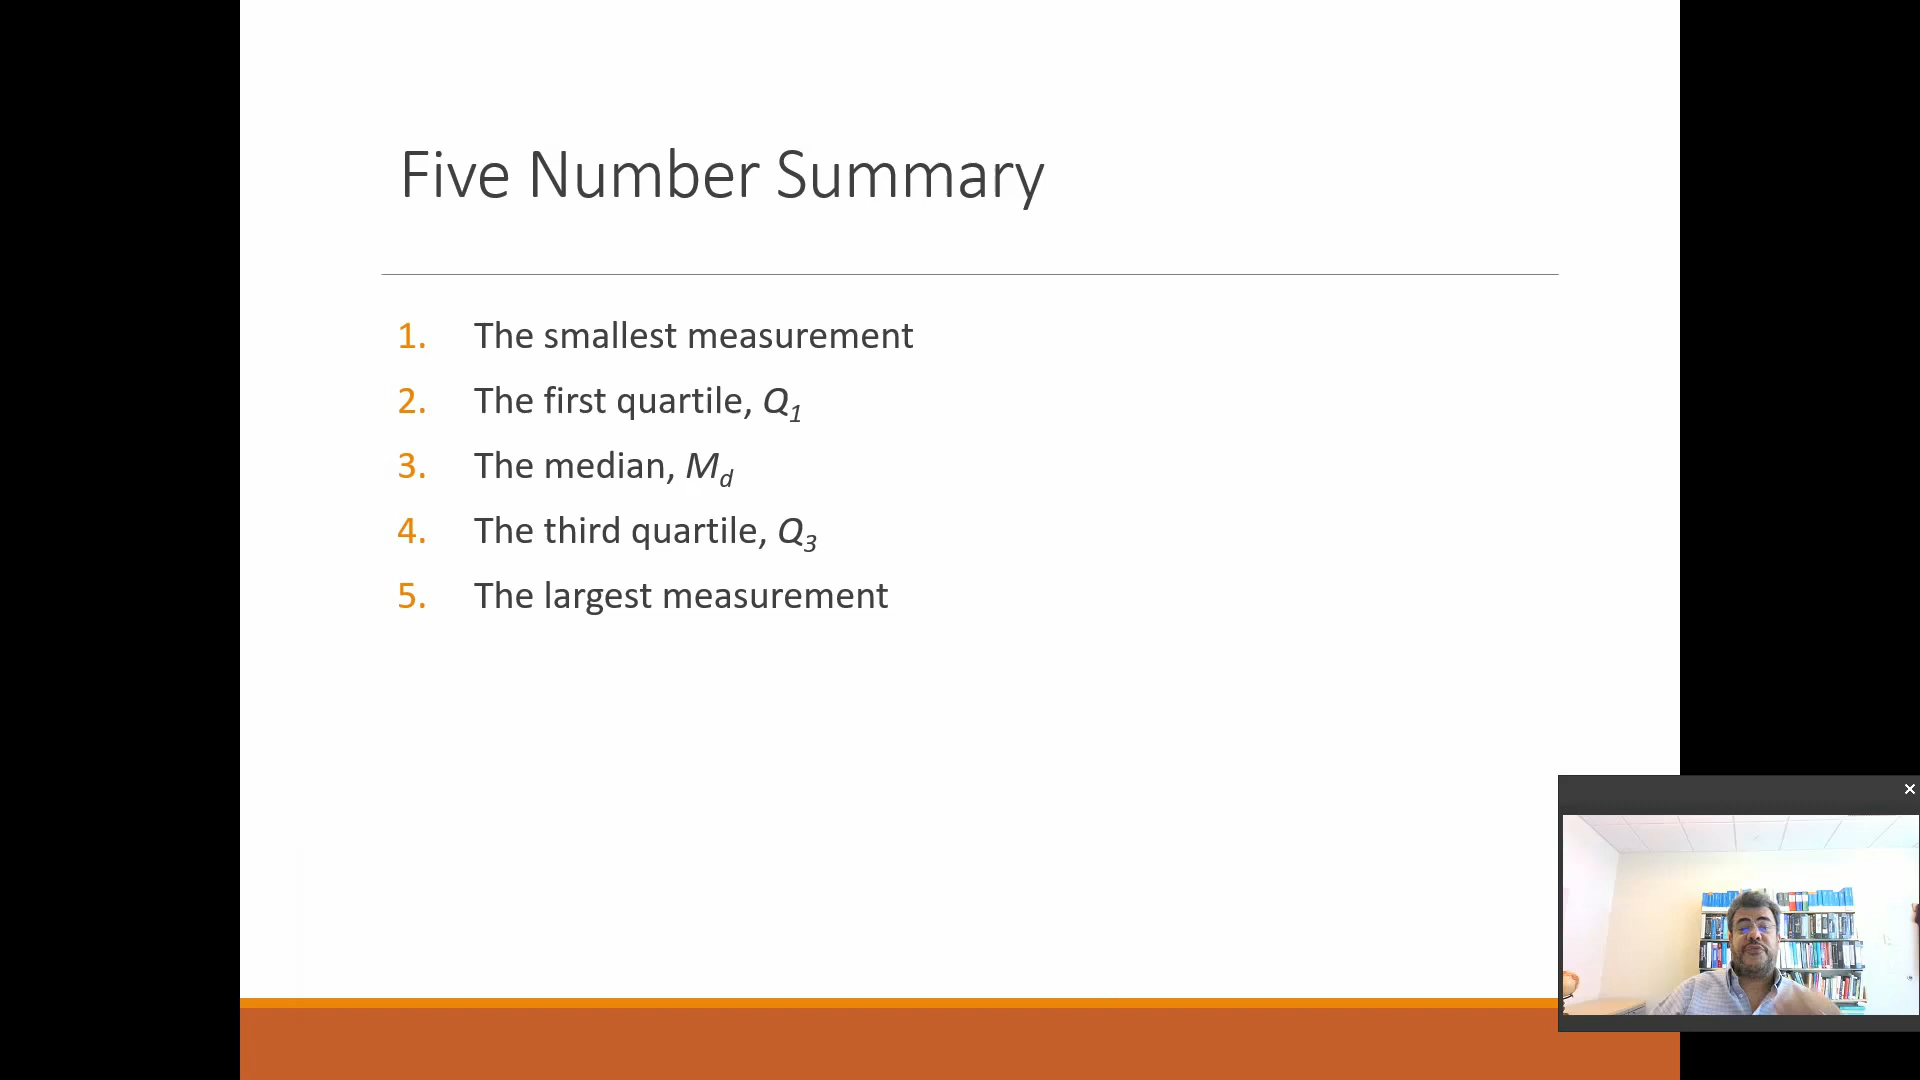 Five Number Summary
1. The smallest measurement
2. The first quartile, Q1
3. The median, Md
4. The third quartile, Q3
5. The largest measurement